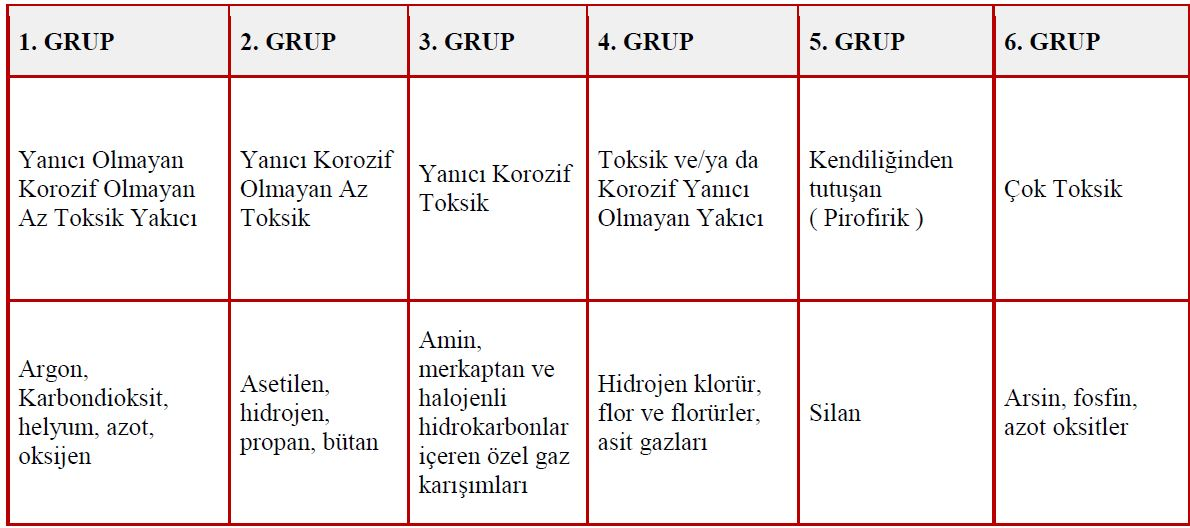 1. GRUP
2. GRUP
3. GRUP
4. GRUP
5. GRUP
6. GRUP
Yanıcı Olmayan
Korozif Olmayan
Az Toksik Yakıcı
Yanıcı Korozif
Olmayan Az
Toksik
Yanıcı Korozif
Toksik
Toksik ve/ya da
Korozif Yanıcı
Olmayan Yakıcı
Kendiliğinden
tutuşan
( Pirofirik )
Çok Toksik
Argon,
Karbondioksit,
helyum, azot,
oksijen
Asetilen,
hidrojen,
propan, bütan
Amin,
merkaptan ve
halojenli
hidrokarbonlar
içeren özel gaz
karışımları
Hidrojen klorür,
flor ve florürler,
asit gazları
Silan
Arsin, fosfin,
azot oksitler